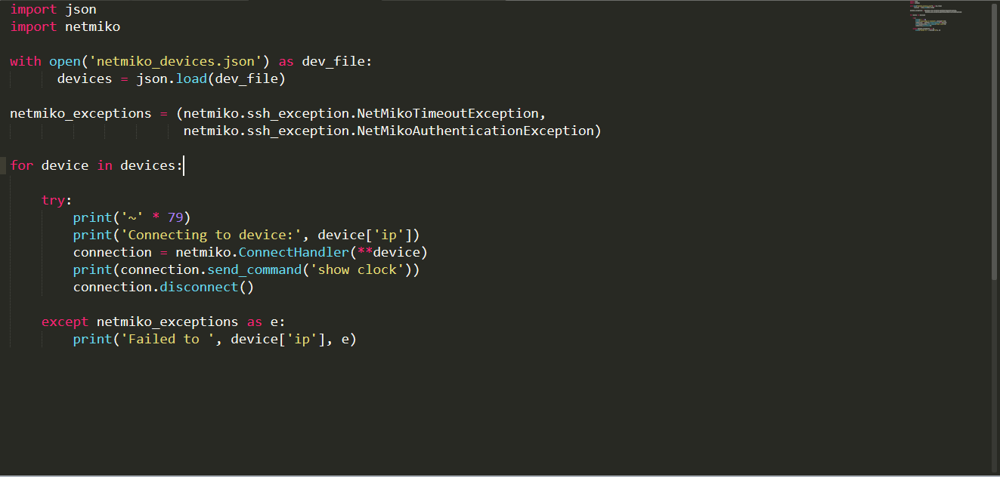 import json
import netmiko
with open('netmiko_devices.json') as dev_file:
devices = json.load(dev_file)
netmiko_exceptions = (netmiko.ssh_exception.NetMikoTimeoutException,
netmiko.ssh_exception.NetMikoAuthenticationException)
for device in devices:
try:
print('~' * 79)
print('Connecting to device:', device['ip'])
connection = netmiko.ConnectHandler(**device)
print(connection.send_command('show clock'))
connection.disconnect()
except netmiko_exceptions as e:
print('Failed to ', device['ip'], e)